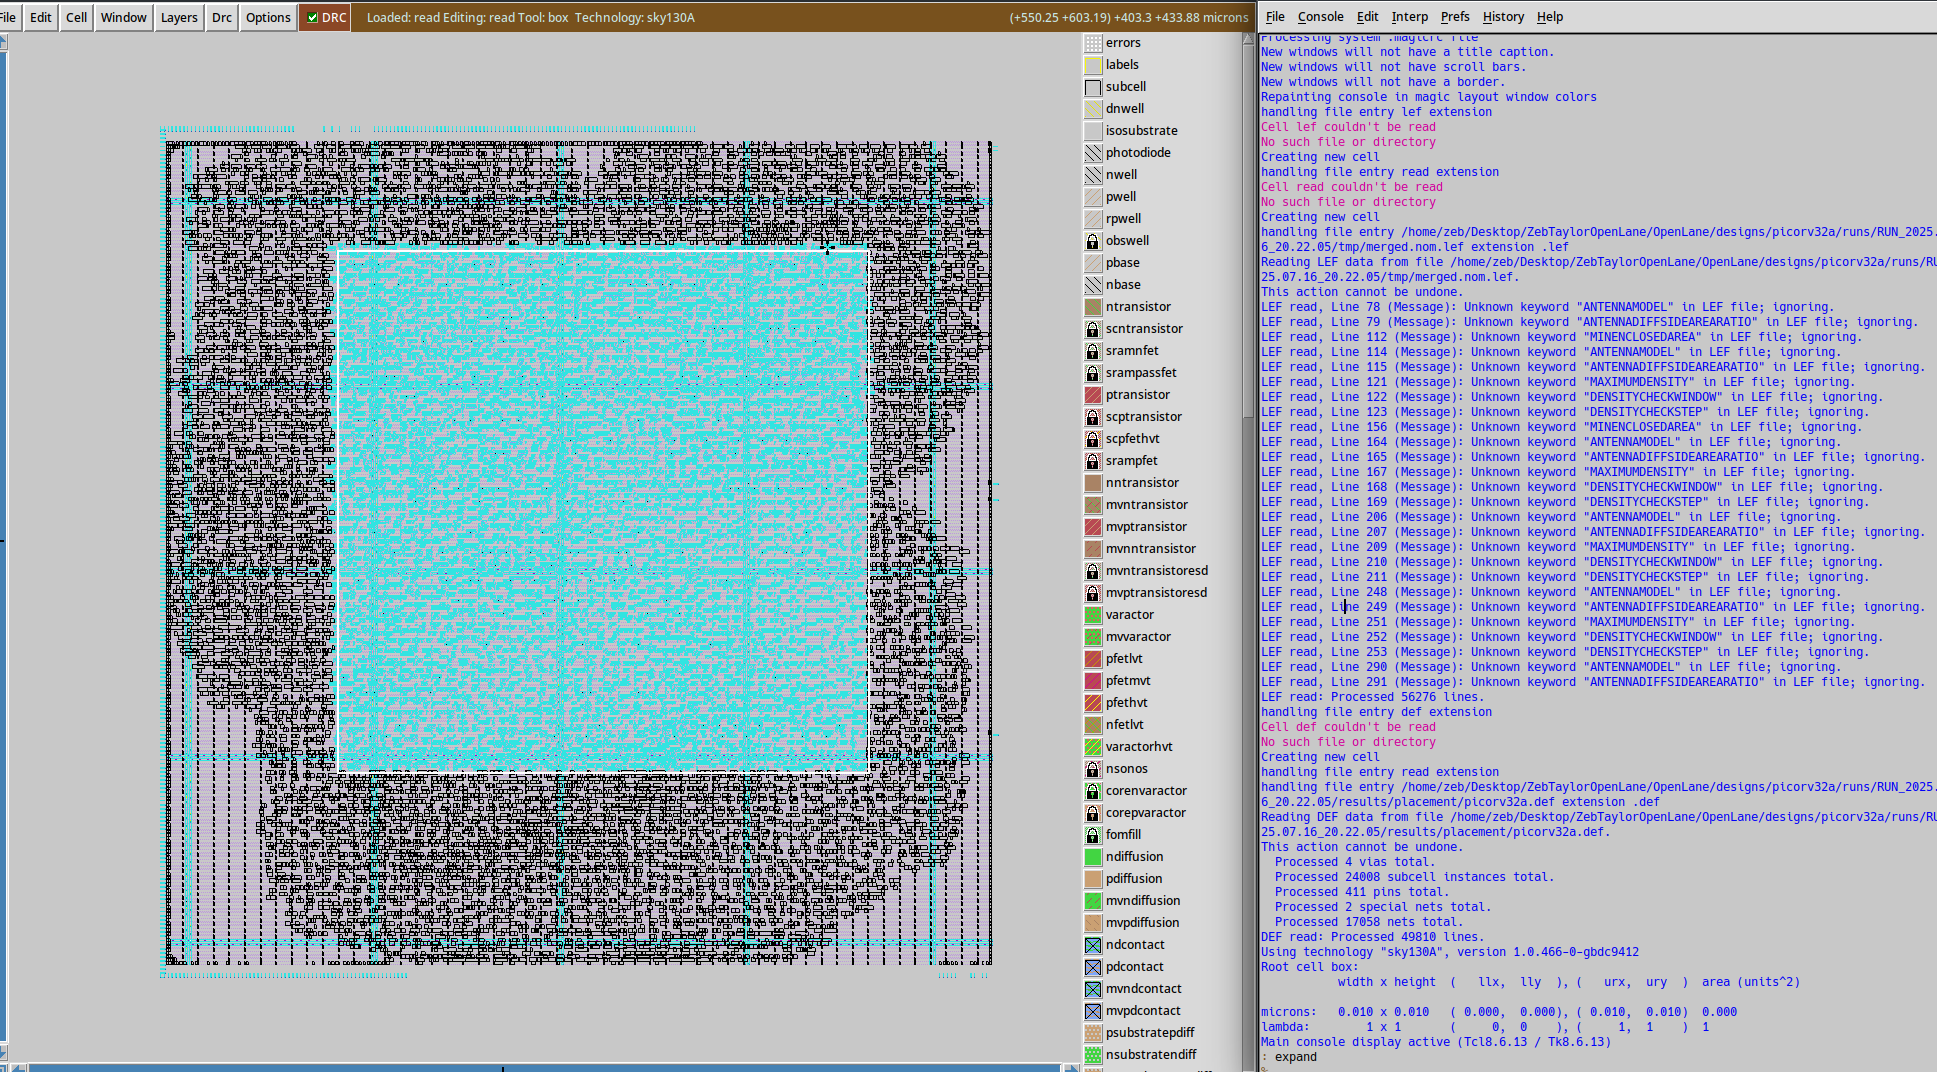 File Edit Cell Window Layers Drc Options DRC Loaded: read Editing: read Tool: box Technology: sky130A (+550.25 +603.19) +403.3 +433.88 microns
errors
labels
subcell
dnwell
isosubstrate
photodiode
nwell
pwell
rpwell
obswell
pbase
nbase
ntransistor
scntransistor
sramnfet
srampassfet
ptransistor
scptransistor
scpfethvt
srampfet
nntransistor
mvntransistor
mvptransistor
mvnntransistor
mvntransistoresd
mvptransistoresd
varactor
mvvaractor
pfetlvt
pfetmvt
pfethvt
nfetlvt
varactorhvt
nsonos
corenvaractor
corepvaractor
fomfill
ndiffusion
pdiffusion
mvndiffusion
mvpdiffusion
ndcontact
pdcontact
mvndcontact
mvpdcontact
psubstratepdiff
nsubstratendiff
File Console Edit Interp Prefs History Help
Processing system .magicrc file
New windows will not have a title caption.
New windows will not have scroll bars.
New windows will not have a border.
Repainting console in magic layout window colors
handling file entry lef extension
Cell lef couldn't be read
No such file or directory
Creating new cell
handling file entry read extension
Cell read couldn't be read
No such file or directory
Creating new cell
handling file entry /home/zeb/Desktop/ZebTaylorOpenLane/OpenLane/designs/picorv32a/runs/RUN_2025.
6_20.22.05/tmp/merged.nom.lef extension .lef
Reading LEF data from file /home/zeb/Desktop/ZebTaylorOpenLane/OpenLane/designs/picorv32a/runs/RU
25.07.16_20.22.05/tmp/merged.nom.lef.
This action cannot be undone.
LEF read, Line 78 (Message): Unknown keyword "ANTENNAMODEL" in LEF file; ignoring.
LEF read, Line 79 (Message): Unknown keyword "ANTENNADIFFSIDEAREARATIO" in LEF file; ignoring.
LEF read, Line 112 (Message): Unknown keyword "MINENCLOSEDAREA" in LEF file; ignoring.
LEF read, Line 114 (Message): Unknown keyword "ANTENNAMODEL" in LEF file; ignoring.
LEF read, Line 115 (Message): Unknown keyword "ANTENNADIFFSIDEAREARATIO" in LEF file; ignoring.
LEF read, Line 121 (Message): Unknown keyword "MAXIMUMDENSITY" in LEF file; ignoring.
LEF read, Line 122 (Message): Unknown keyword "DENSITYCHECKWINDOW" in LEF file; ignoring.
LEF read, Line 123 (Message): Unknown keyword "DENSITYCHECKSTEP" in LEF file; ignoring.
LEF read, Line 156 (Message): Unknown keyword "MINENCLOSEDAREA" in LEF file; ignoring.
LEF read, Line 164 (Message): Unknown keyword "ANTENNAMODEL" in LEF file; ignoring.
LEF read, Line 165 (Message): Unknown keyword "ANTENNADIFFSIDEAREARATIO" in LEF file; ignoring.
LEF read, Line 167 (Message): Unknown keyword "MAXIMUMDENSITY" in LEF file; ignoring.
LEF read, Line 168 (Message): Unknown keyword "DENSITYCHECKWINDOW" in LEF file; ignoring.
LEF read, Line 169 (Message): Unknown keyword "DENSITYCHECKSTEP" in LEF file; ignoring.
LEF read, Line 206 (Message): Unknown keyword "ANTENNAMODEL" in LEF file; ignoring.
LEF read, Line 207 (Message): Unknown keyword "ANTENNADIFFSIDEAREARATIO" in LEF file; ignoring.
LEF read, Line 209 (Message): Unknown keyword "MAXIMUMDENSITY" in LEF file; ignoring.
LEF read, Line 210 (Message): Unknown keyword "DENSITYCHECKWINDOW" in LEF file; ignoring.
LEF read, Line 211 (Message): Unknown keyword "DENSITYCHECKSTEP" in LEF file; ignoring.
LEF read, Line 248 (Message): Unknown keyword "ANTENNAMODEL" in LEF file; ignoring.
LEF read, Line 249 (Message): Unknown keyword "ANTENNADIFFSIDEAREARATIO" in LEF file; ignoring.
LEF read, Line 251 (Message): Unknown keyword "MAXIMUMDENSITY" in LEF file; ignoring.
LEF read, Line 252 (Message): Unknown keyword "DENSITYCHECKWINDOW" in LEF file; ignoring.
LEF read, Line 253 (Message): Unknown keyword "DENSITYCHECKSTEP" in LEF file; ignoring.
LEF read, Line 290 (Message): Unknown keyword "ANTENNAMODEL" in LEF file; ignoring.
LEF read, Line 291 (Message): Unknown keyword "ANTENNADIFFSIDEAREARATIO" in LEF file; ignoring.
LEF read: Processed 56276 lines.
handling file entry def extension
Cell def couldn't be read
No such file or directory
Creating new cell
handling file entry read extension
handling file entry /home/zeb/Desktop/ZebTaylorOpenLane/OpenLane/designs/picorv32a/runs/RUN_2025.
6_20.22.05/results/placement/picorv32a.def extension .def
Reading DEF data from file /home/zeb/Desktop/ZebTaylorOpenLane/OpenLane/designs/picorv32a/runs/RU
25.07.16_20.22.05/results/placement/picorv32a.def.
This action cannot be undone.
Processed 4 vias total.
Processed 24008 subcell instances total.
Processed 411 pins total.
Processed 2 special nets total.
Processed 17058 nets total.
DEF read: Processed 49810 lines.
Using technology "sky130A", version 1.0.466-0-gbdc9412
Root cell box:
width x height ( llx, lly ), ( urx, ury ) area (units^2)
microns: 0.010 x 0.010 ( 0.000, 0.000), ( 0.010, 0.010) 0.000
lambda: 1 x 1 ( 0, 0 ), ( 1, 1 ) 1
Main console display active (Tcl8.6.13 / Tk8.6.13)
: expand
%